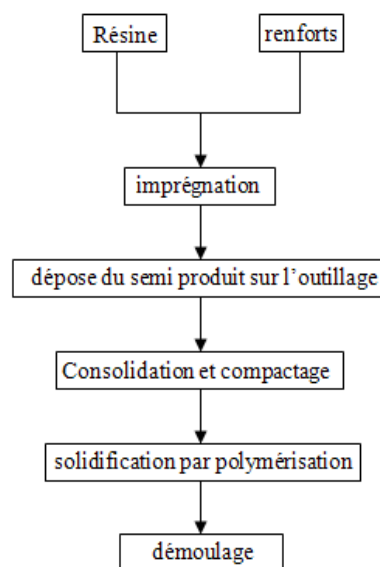 Résine
renforts
imprégnation
dépose du semi produit sur l'outillage
Consolidation et compactage
solidification par polymérisation
démoulage